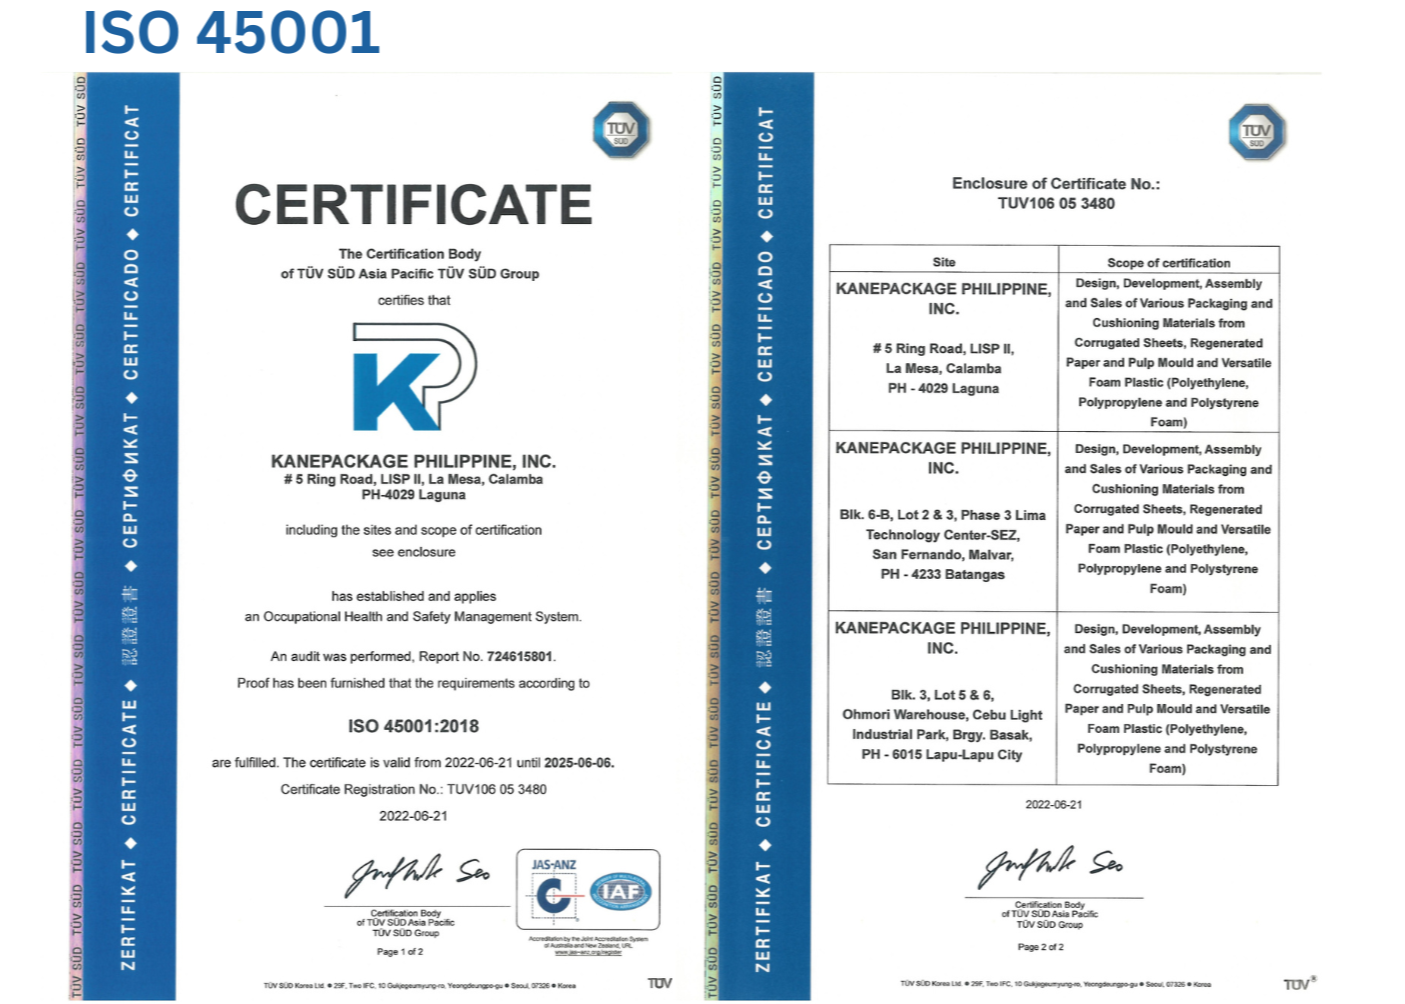 ISO 45001
ZERTIFIKAT ◆ CERTIFICATE ◆ 認證證書 ◆ СЕРТИФИКАТ ◆ CERTIFICADO ◆ CERTIFICAT
TÜV SÜD TÜV SÜD TÜV SÜD TÜV SÜD TÜV SÜD TÜV SÜD TÜV SÜD TÜV SÜD TÜV SÜD TÜV SÜD TÜV SÜD TÜV SÜD TÜV SÜD TÜV SÜD TÜV SÜD
TÜV
SÜD
CERTIFICATE
The Certification Body
of TÜV SÜD Asia Pacific TÜV SÜD Group
certifies that
KP
KANEPACKAGE PHILIPPINE, INC.
# 5 Ring Road, LISP II, La Mesa, Calamba
PH-4029 Laguna
including the sites and scope of certification
see enclosure
has established and applies
an Occupational Health and Safety Management System.
An audit was performed, Report No. 724615801.
Proof has been furnished that the requirements according to
ISO 45001:2018
are fulfilled. The certificate is valid from 2022-06-21 until 2025-06-06.
Certificate Registration No.: TUV106 05 3480
2022-06-21
Certification Body
of TÜV SÜD Asia Pacific
TÜV SÜD Group
Page 1 of 2
JAS-ANZ
IAF
Accreditation by the Joint Accreditation System
of Australia and New Zealand, URL
www.jas-anz.org/register
TÜV SÜD Korea Ltd. ● 29F, Two IFC, 10 Gukjegeumyung-ro, Yeongdeungpo-gu ● Seoul, 07326 ● Korea
TÜV
ZERTIFIKAT ◆ CERTIFICATE ◆ 認證證書 ◆ СЕРТИФИКАТ ◆ CERTIFICADO ◆ CERTIFICAT
TÜV SÜD TÜV SÜD TÜV SÜD TÜV SÜD TÜV SÜD TÜV SÜD TÜV SÜD TÜV SÜD TÜV SÜD TÜV SÜD TÜV SÜD TÜV SÜD TÜV SÜD TÜV SÜD TÜV SÜD
TÜV
SÜD
Enclosure of Certificate No.:
TUV106 05 3480
Site
Scope of certification
KANEPACKAGE PHILIPPINE,
INC.
# 5 Ring Road, LISP II,
La Mesa, Calamba
PH - 4029 Laguna
Design, Development, Assembly
and Sales of Various Packaging and
Cushioning Materials from
Corrugated Sheets, Regenerated
Paper and Pulp Mould and Versatile
Foam Plastic (Polyethylene,
Polypropylene and Polystyrene
Foam)
KANEPACKAGE PHILIPPINE,
INC.
Blk. 6-B, Lot 2 & 3, Phase 3 Lima
Technology Center-SEZ,
San Fernando, Malvar,
PH - 4233 Batangas
Design, Development, Assembly
and Sales of Various Packaging and
Cushioning Materials from
Corrugated Sheets, Regenerated
Paper and Pulp Mould and Versatile
Foam Plastic (Polyethylene,
Polypropylene and Polystyrene
Foam)
KANEPACKAGE PHILIPPINE,
INC.
Blk. 3, Lot 5 & 6,
Ohmori Warehouse, Cebu Light
Industrial Park, Brgy. Basak,
PH - 6015 Lapu-Lapu City
Design, Development, Assembly
and Sales of Various Packaging and
Cushioning Materials from
Corrugated Sheets, Regenerated
Paper and Pulp Mould and Versatile
Foam Plastic (Polyethylene,
Polypropylene and Polystyrene
Foam)
2022-06-21
Certification Body
of TÜV SÜD Asia Pacific
TÜV SÜD Group
Page 2 of 2
TÜV SÜD Korea Ltd. ● 29F, Two IFC, 10 Gukjegeumyung-ro, Yeongdeungpo-gu ● Seoul, 07326 ● Korea
TÜV®